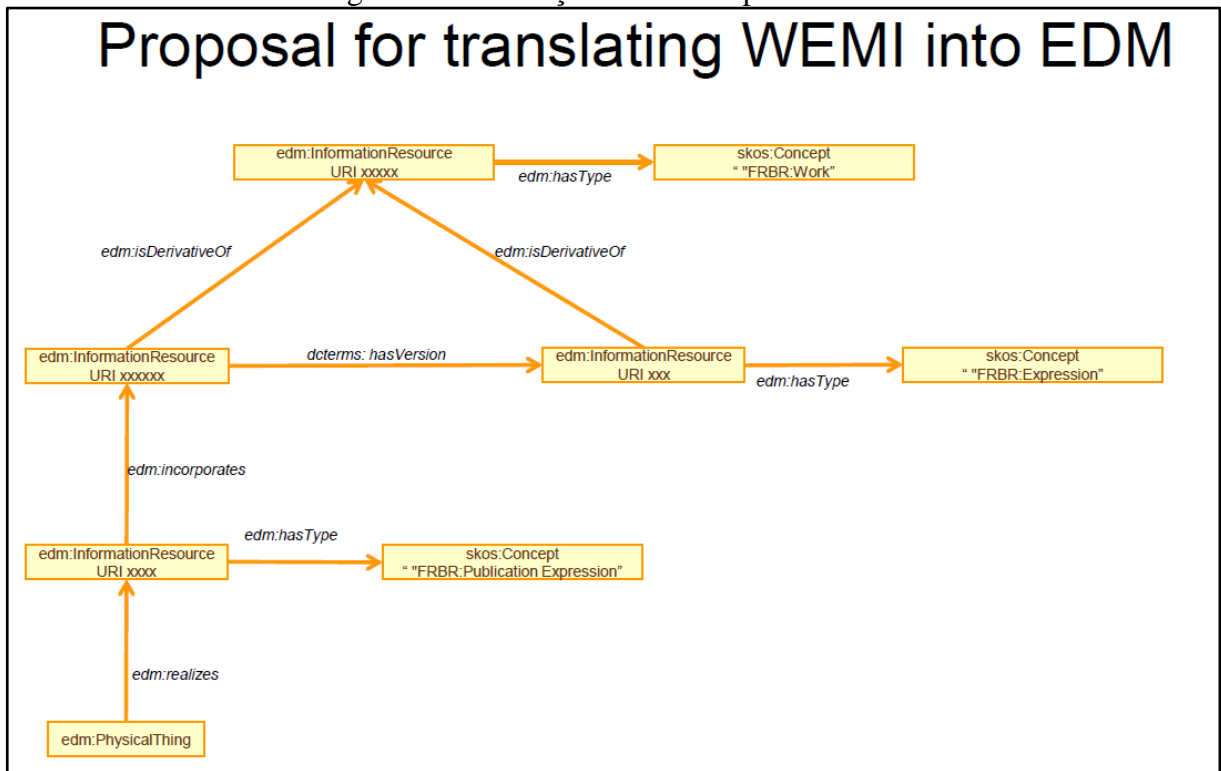 Proposal for translating WEMI into EDM
edm:InformationResource
URI xxxxx
edm:hasType
skos:Concept
“ "FRBR:Work”
edm:isDerivativeOf
edm:isDerivativeOf
edm:InformationResource
URI xxxxxx
dcterms: hasVersion
edm:InformationResource
URI xxx
edm:hasType
skos:Concept
“ "FRBR:Expression”
edm:incorporates
edm:InformationResource
URI xxxx
edm:hasType
skos:Concept
“ "FRBR:Publication Expression”
edm:realizes
edm:PhysicalThing